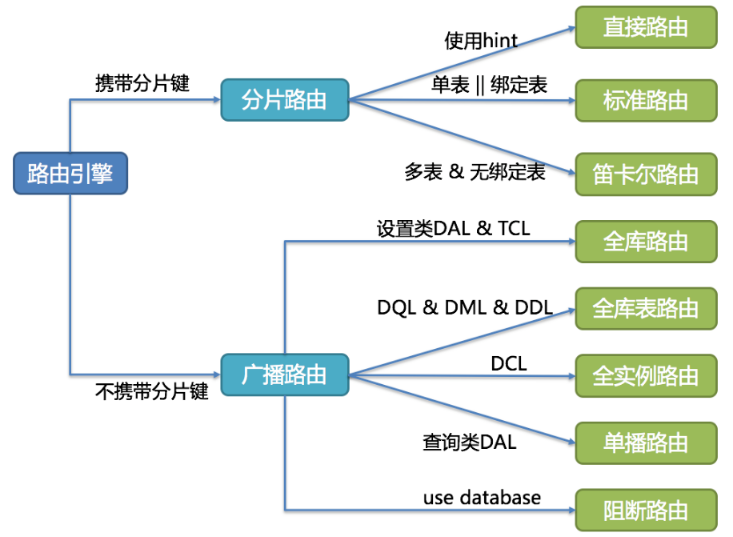 使用hint
直接路由
携带分片键
分片路由
单表 || 绑定表
标准路由
路由引擎
多表 & 无绑定表
笛卡尔路由
设置类DAL & TCL
全库路由
DQL & DML & DDL
全库表路由
不携带分片键
广播路由
DCL
全实例路由
查询类DAL
单播路由
use database
阻断路由